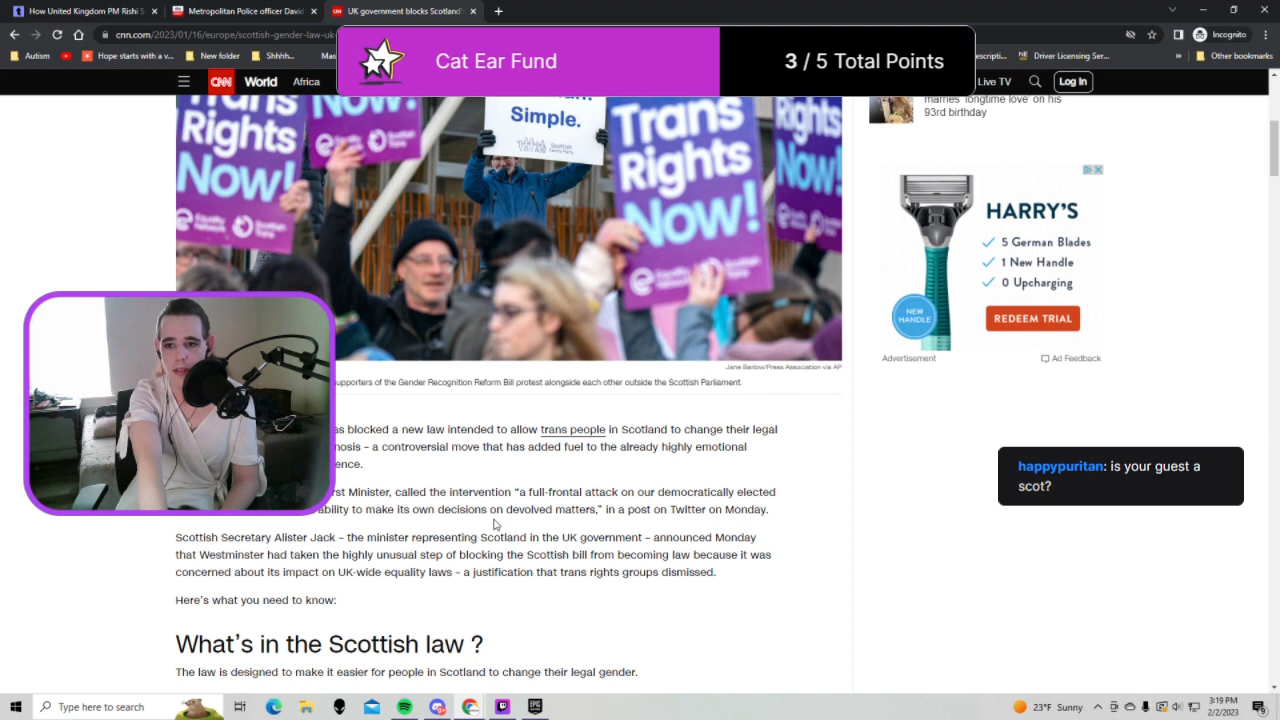 How United Kingdom PM Rishi S
Misgendering Matatopoli office Davi
UK Government blocks Scotlan
cnn.com/2023/01/16/europe/scottish-gender-law-uk-
Incognito
Autism
Hope starts with a...
New folder
Shhhh...
Driver Licensing Ser...
Other bookmarks
Cat Ear Fund
3 / 5 Total Points
CNN
World
Africa
Live TV
Log In
marries 'longtime love' on his
93rd birthday
Simple.
Trans
Rights
Now!
Trans
Rights
Now!
Rights
Now!
HARRY'S
5 German Blades
1 New Handle
0 Upcharging
NEW
HANDLE
REDEEM TRIAL
Advertisement
Ad Feedback
Jane Barlow/Press Association via AP
upporters of the Gender Recognition Reform Bill protest alongside each other outside the Scottish Parliament.
as blocked a new law intended to allow trans people in Scotland to change their legal
nosis – a controversial move that has added fuel to the already highly emotional
ence.
rst Minister, called the intervention "a full-frontal attack on our democratically elected
ability to make its own decisions on devolved matters," in a post on Twitter on Monday.
Scottish Secretary Alister Jack – the minister representing Scotland in the UK government – announced Monday
that Westminster had taken the highly unusual step of blocking the Scottish bill from becoming law because it was
concerned about its impact on UK-wide equality laws – a justification that trans rights groups dismissed.
Here's what you need to know:
What's in the Scottish law ?
The law is designed to make it easier for people in Scotland to change their legal gender.
happypuritan: is your guest a
scot?
Type here to search
EPIC
23°F Sunny
3:19 PM
2/2/2023